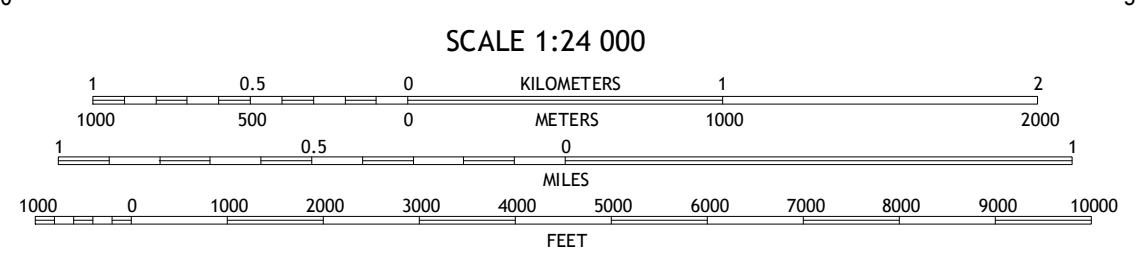 SCALE 1:24 000
1 0.5 0 KILOMETERS 1 2
1000 500 0 METERS 1000 2000
1 0.5 0 1
MILES
1000 0 1000 2000 3000 4000 5000 6000 7000 8000 9000 10000
FEET